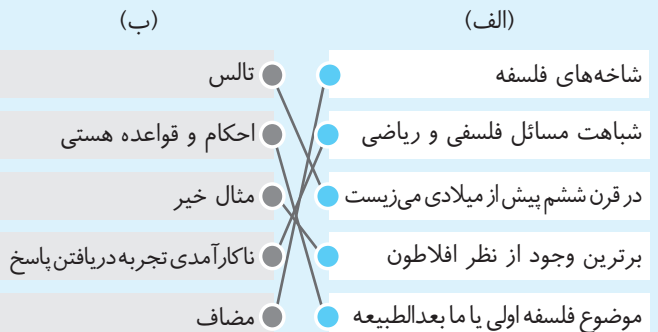 (الف) (ب)
شاخه‌های فلسفه تالس
شباهت مسائل فلسفی و ریاضی احکام و قواعده هستی
در قرن ششم پیش از میلادی می‌زیست مثال خیر
برترین وجود از نظر افلاطون ناکارآمدی تجربه دریافتن پاسخ
موضوع فلسفه اولی یا ما بعدالطبیعه مضاف